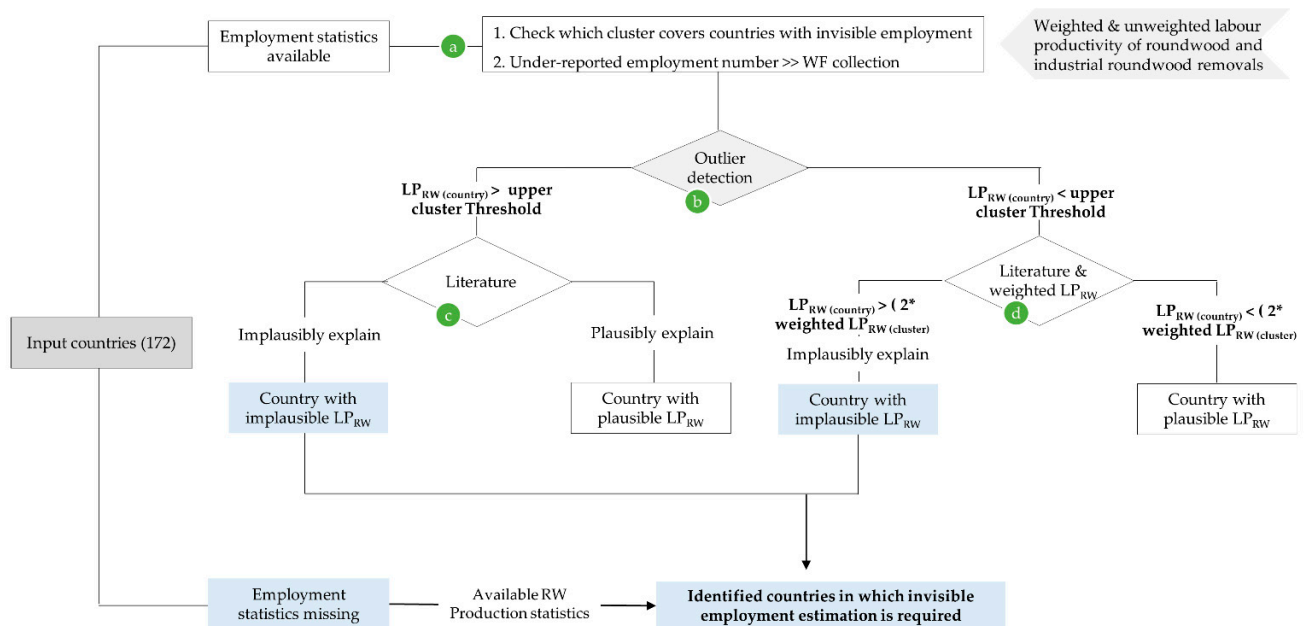 Employment statistics
available
a
1. Check which cluster covers countries with invisible employment
2. Under-reported employment number >> WF collection
Weighted & unweighted labour
productivity of roundwood and
industrial roundwood removals
Outlier
detection
b
LPRW (country) > upper
cluster Threshold
LPRW (country) < upper
cluster Threshold
Literature
c
Literature &
weighted LPRW
d
Implausibly explain
Plausibly explain
LPRW (country) > ( 2*
weighted LPRW (cluster)
Implausibly explain
LPRW (country) < ( 2*
weighted LPRW (cluster)
Input countries (172)
Country with
implausible LPRW
Country with
plausible LPRW
Country with
implausible LPRW
Country with
plausible LPRW
Employment
statistics missing
Available RW
Production statistics
Identified countries in which invisible
employment estimation is required